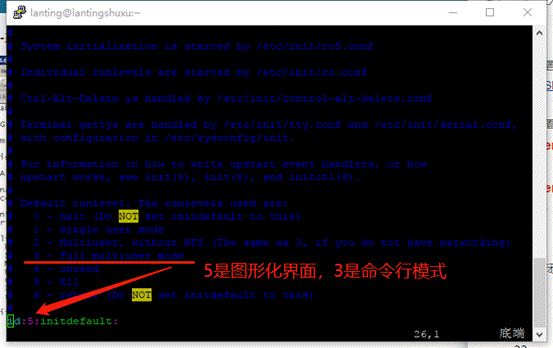 lanting@lantingshuxu:~
#
# System initialization is started by /etc/init/rcS.conf
#
# Individual runlevels are started by /etc/init/rc.conf
#
# Ctrl-Alt-Delete is handled by /etc/init/control-alt-delete.conf
#
# Terminal gettys are handled by /etc/init/tty.conf and /etc/init/serial.conf,
# with configuration in /etc/sysconfig/init.
#
# For information on how to write upstart event handlers, or how
# upstart works, see init(5), init(8), and initctl(8).
#
# Default runlevel. The runlevels used are:
#   0 - halt (Do NOT set initdefault to this)
#   1 - Single user mode
#   2 - Multiuser, without NFS (The same as 3, if you do not have networking)
#   3 - Full multiuser mode
#   4 - unused
#   5 - X11
#   6 - reboot (Do NOT set initdefault to this)
#
5是图形化界面，3是命令行模式
id:5:initdefault:
26,1 底端